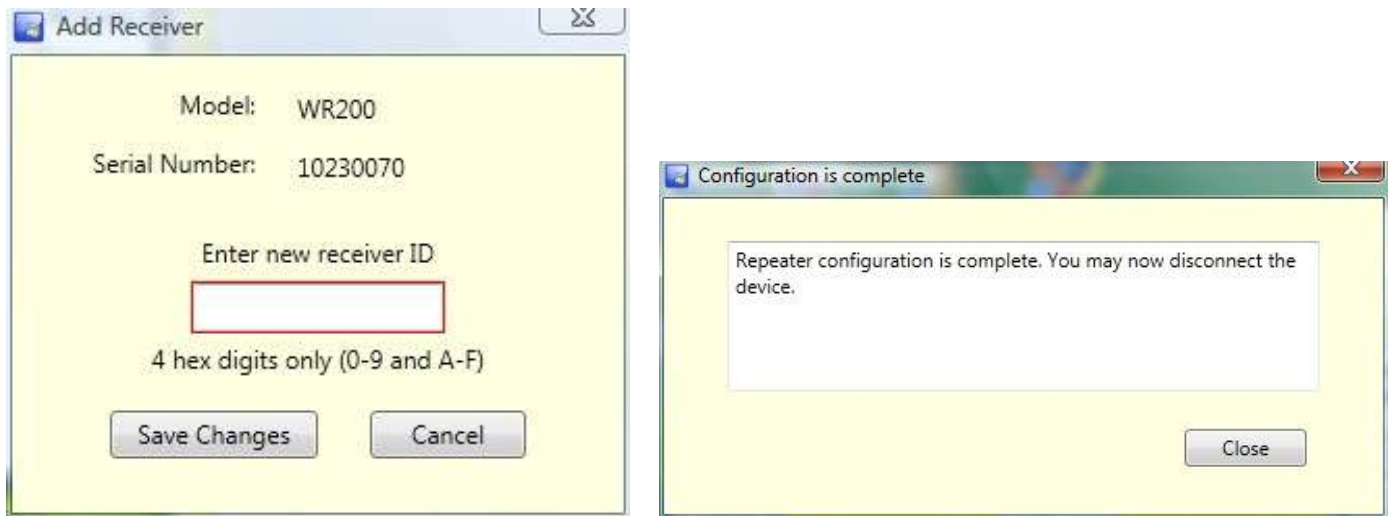 Add Receiver
Model: WR200
Serial Number: 10230070
Enter new receiver ID
4 hex digits only (0-9 and A-F)
Save Changes Cancel
Configuration is complete
Repeater configuration is complete. You may now disconnect the
device.
Close